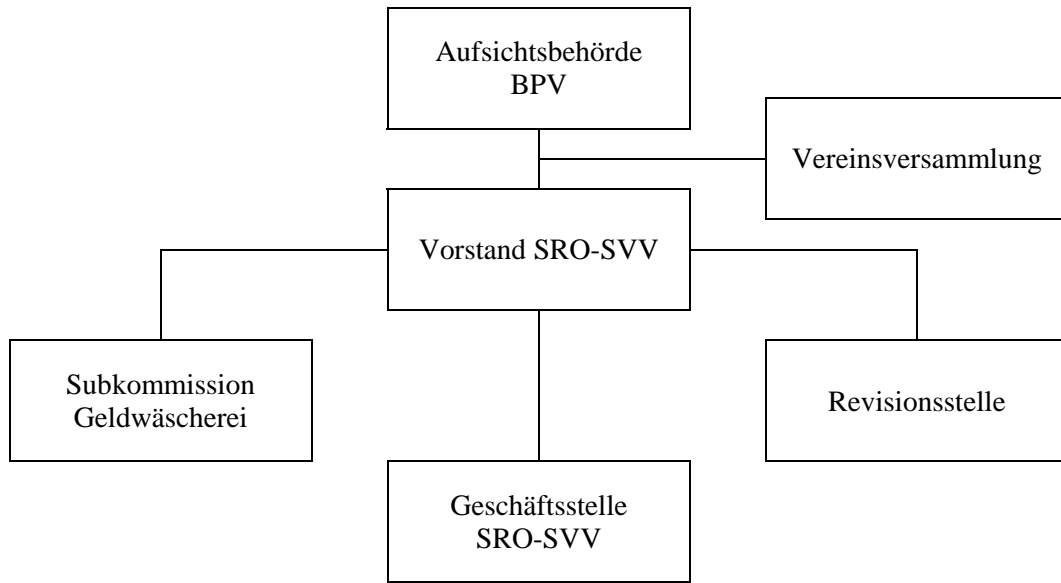 Aufsichtsbehörde
BPV
Vereinsversammlung
Vorstand SRO-SVV
Subkommission
Geldwäscherei
Revisionsstelle
Geschäftsstelle
SRO-SVV